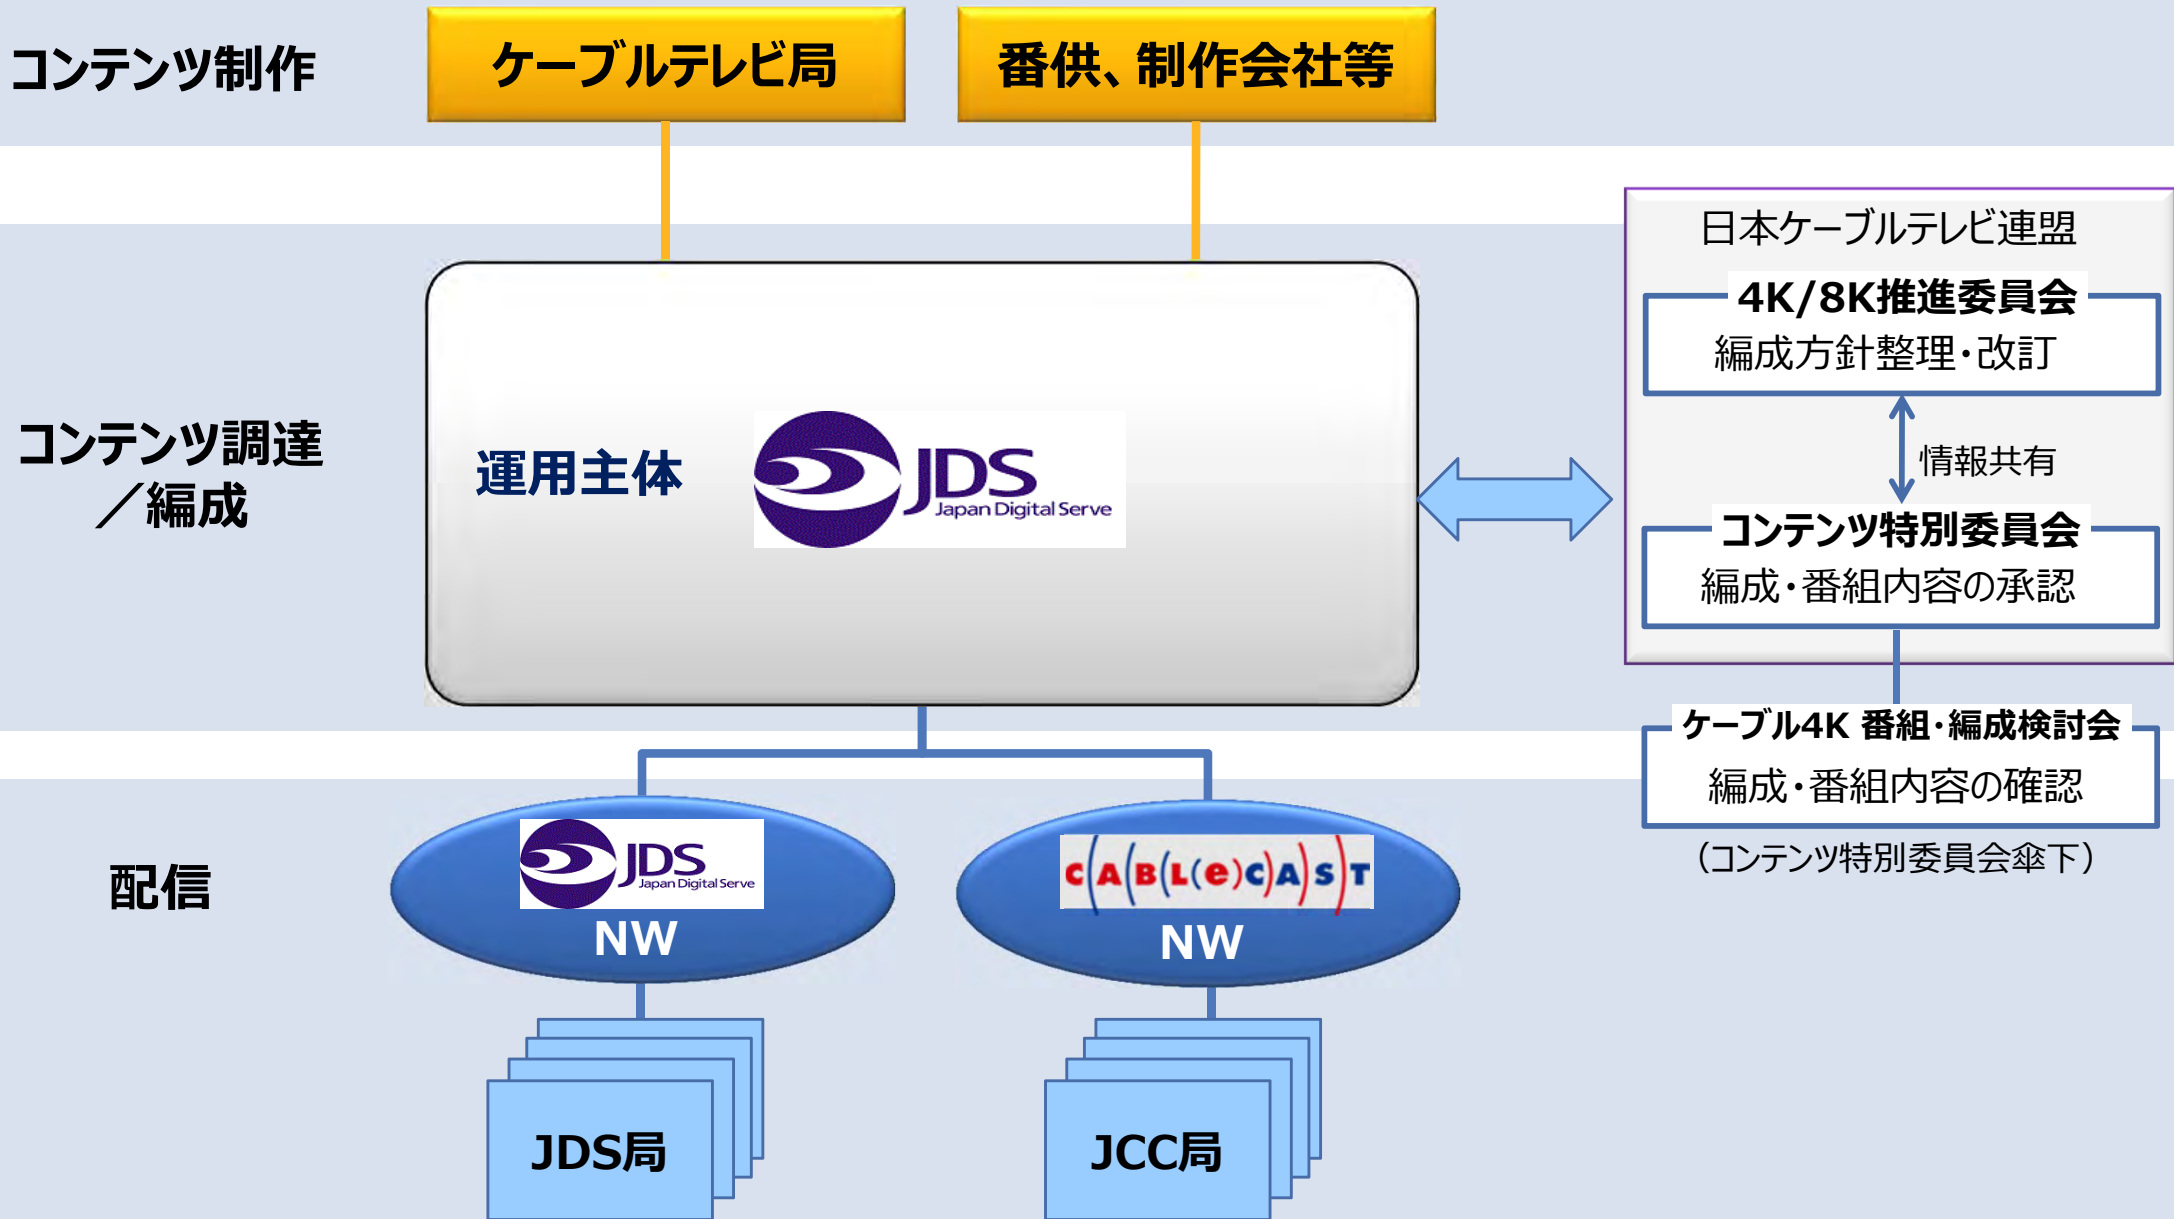 コンテンツ制作
ケーブルテレビ局
番供、制作会社等
コンテンツ調達
／編成
運用主体
JDS
Japan Digital Serve
日本ケーブルテレビ連盟
4K/8K推進委員会
編成方針整理・改訂
情報共有
コンテンツ特別委員会
編成・番組内容の承認
ケーブル4K 番組・編成検討会
編成・番組内容の確認
（コンテンツ特別委員会傘下）
配信
JDS
Japan Digital Serve
NW
C(A(B(L(e)C)A)S)T
NW
JDS局
JCC局